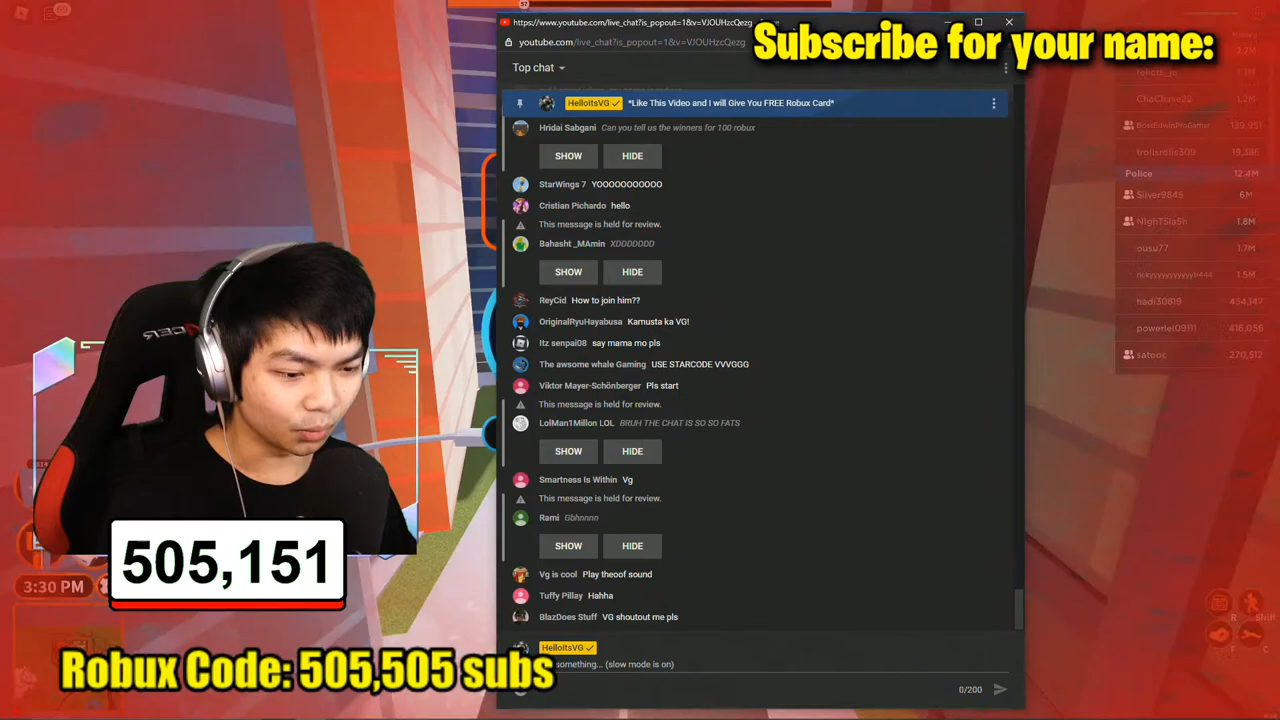 57
https://www.youtube.com/live_chat?is_popout=1&v=VJOUHzcQezg
youtube.com/live_chat?is_popout=1&v=VJOUHzcQezg
Subscribe for your name:
Top chat
HelloItsVG *Like This Video and I will Give You FREE Robux Card*
Hridai Sabgani Can you tell us the winners for 100 robux
SHOW HIDE
StarWings 7 YOOOOOOOOOOO
Cristian Pichardo hello
This message is held for review.
Bahasht _MAmin XDDDDDDD
SHOW HIDE
ReyCid How to join him??
OriginalRyuHayabusa Kamusta ka VG!
Itz senpai08 say mama mo pls
The awsome whale Gaming USE STARCODE VVVGGG
Viktor Mayer-Schönberger Pls start
This message is held for review.
LolMan1Millon LOL BRUH THE CHAT IS SO SO FATS
SHOW HIDE
Smartness Is Within Vg
This message is held for review.
Rami Gbhnnnn
SHOW HIDE
Vg is cool Play theoof sound
Tuffy Pillay Hahha
BlazDoes Stuff VG shoutout me pls
HelloItsVG
something... (slow mode is on)
0/200
1.2M
BossEdwinProGamer 139,951
trolisrolis309 19,386
Police 12.4M
Silver9845 6M
N1ghT5la5h 1.8M
ousu77 1.7M
1.5M
hadi30819 454,147
416,056
satooc 270,512
R Shift
F C
505,151
3:30 PM
Robux Code: 505,505 subs